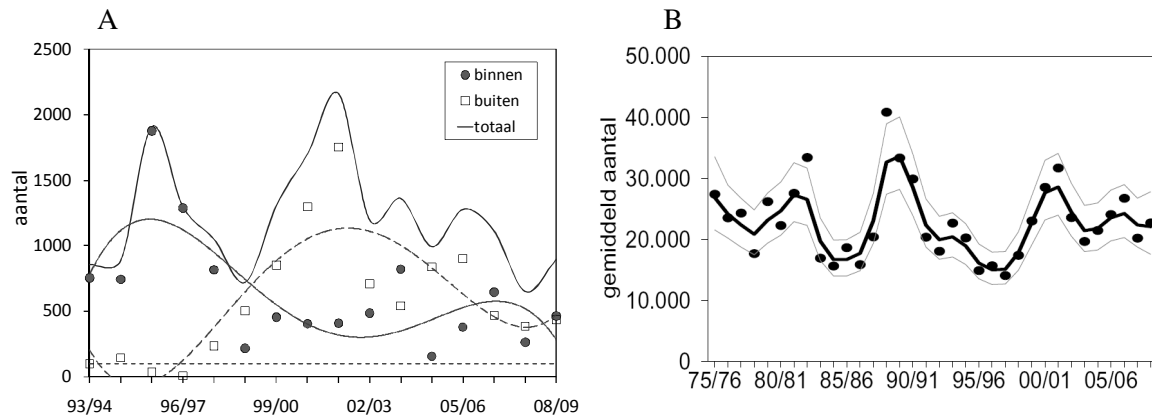 A
aantal
2500
2000
1500
1000
500
0
binnen
buiten
totaal
93/94 96/97 99/00 02/03 05/06 08/09
B
gemiddeld aantal
50.000
40.000
30.000
20.000
10.000
0
75/76 80/81 85/86 90/91 95/96 00/01 05/06